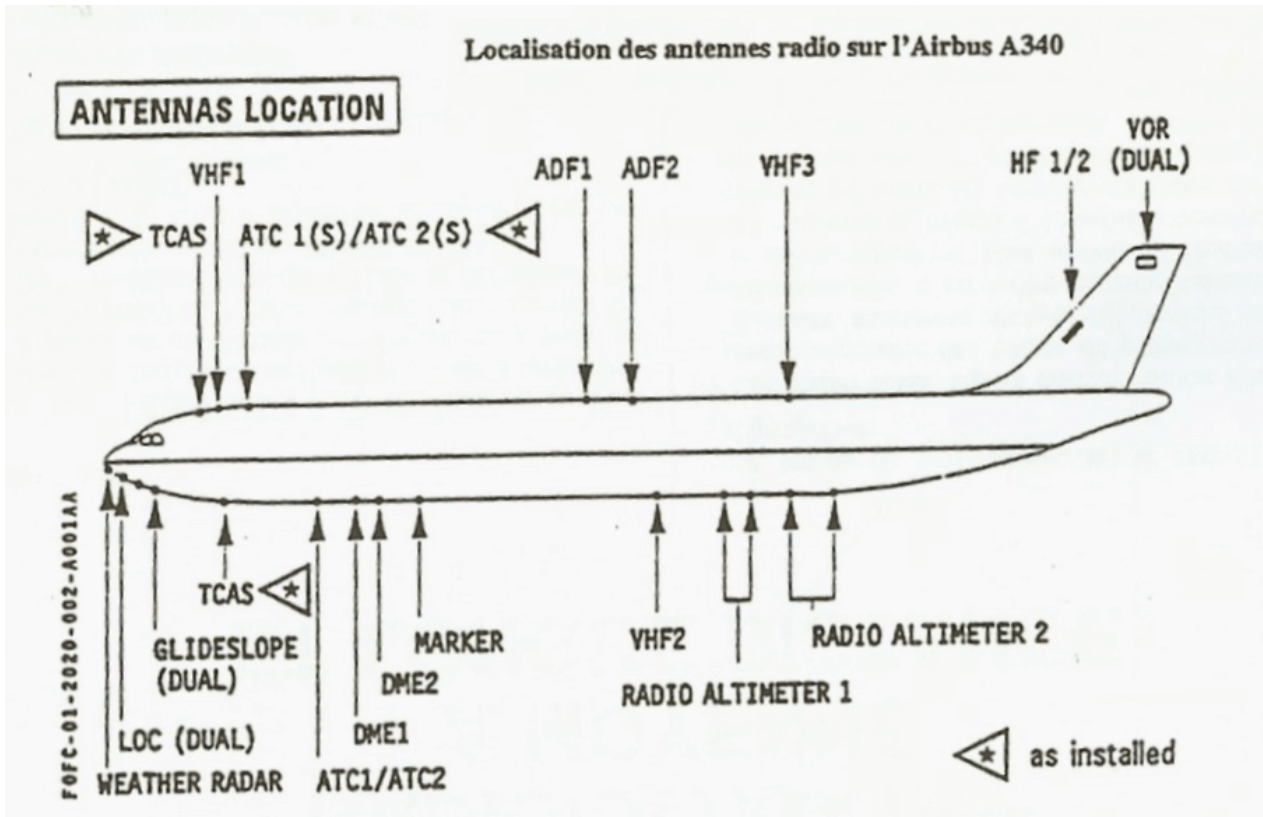 Localisation des antennes radio sur l'Airbus A340
ANTENNAS LOCATION
VOR
VHF1 ADF1 ADF2 VHF3 HF 1/2 (DUAL)
TCAS ATC 1(S)/ATC 2(S)
TCAS
GLIDESLOPE MARKER VHF2 RADIO ALTIMETER 2
(DUAL) DME2 RADIO ALTIMETER 1
LOC (DUAL) DME1
WEATHER RADAR ATC1/ATC2 as installed
F0FC-01-2020-002-A001AA